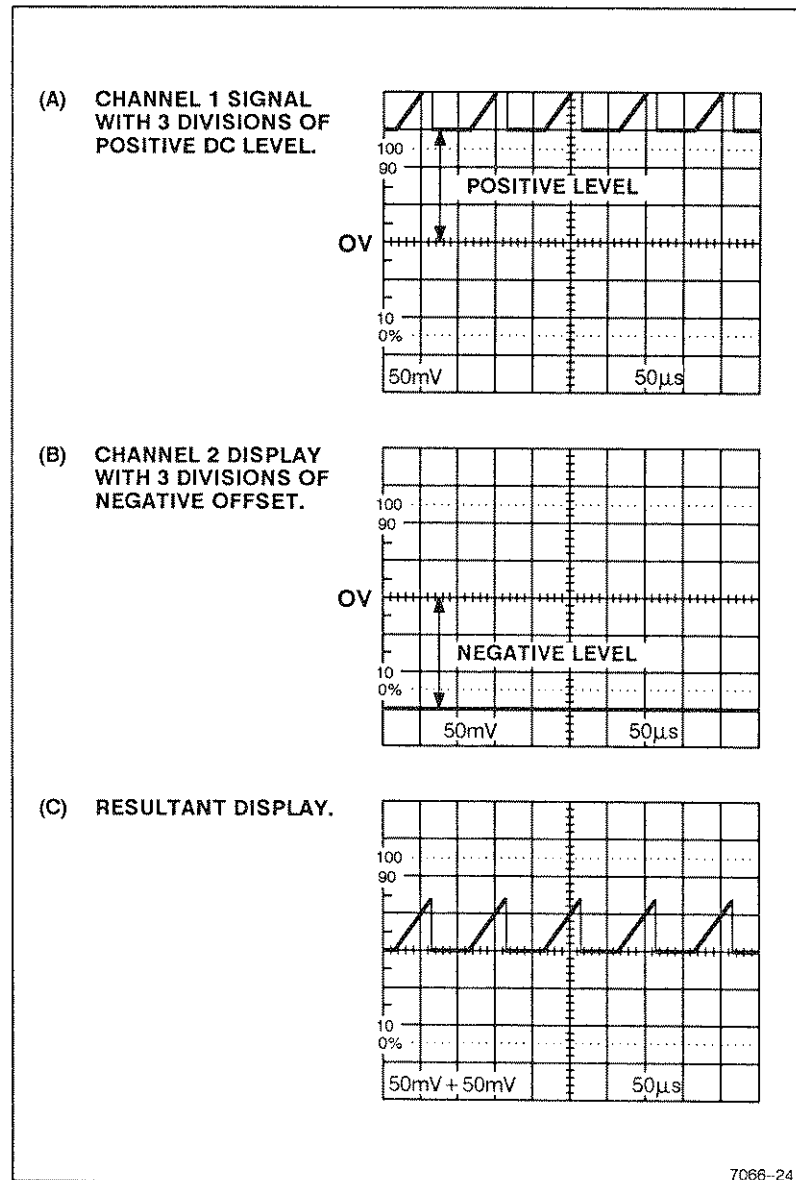 (A) CHANNEL 1 SIGNAL
WITH 3 DIVISIONS OF
POSITIVE DC LEVEL.
100
90
POSITIVE LEVEL
OV
10
0%
50mV 50μs
(B) CHANNEL 2 DISPLAY
WITH 3 DIVISIONS OF
NEGATIVE OFFSET.
100
90
OV
NEGATIVE LEVEL
10
0%
50mV 50μs
(C) RESULTANT DISPLAY.
100
90
10
0%
50mV + 50mV 50μs
7066-24